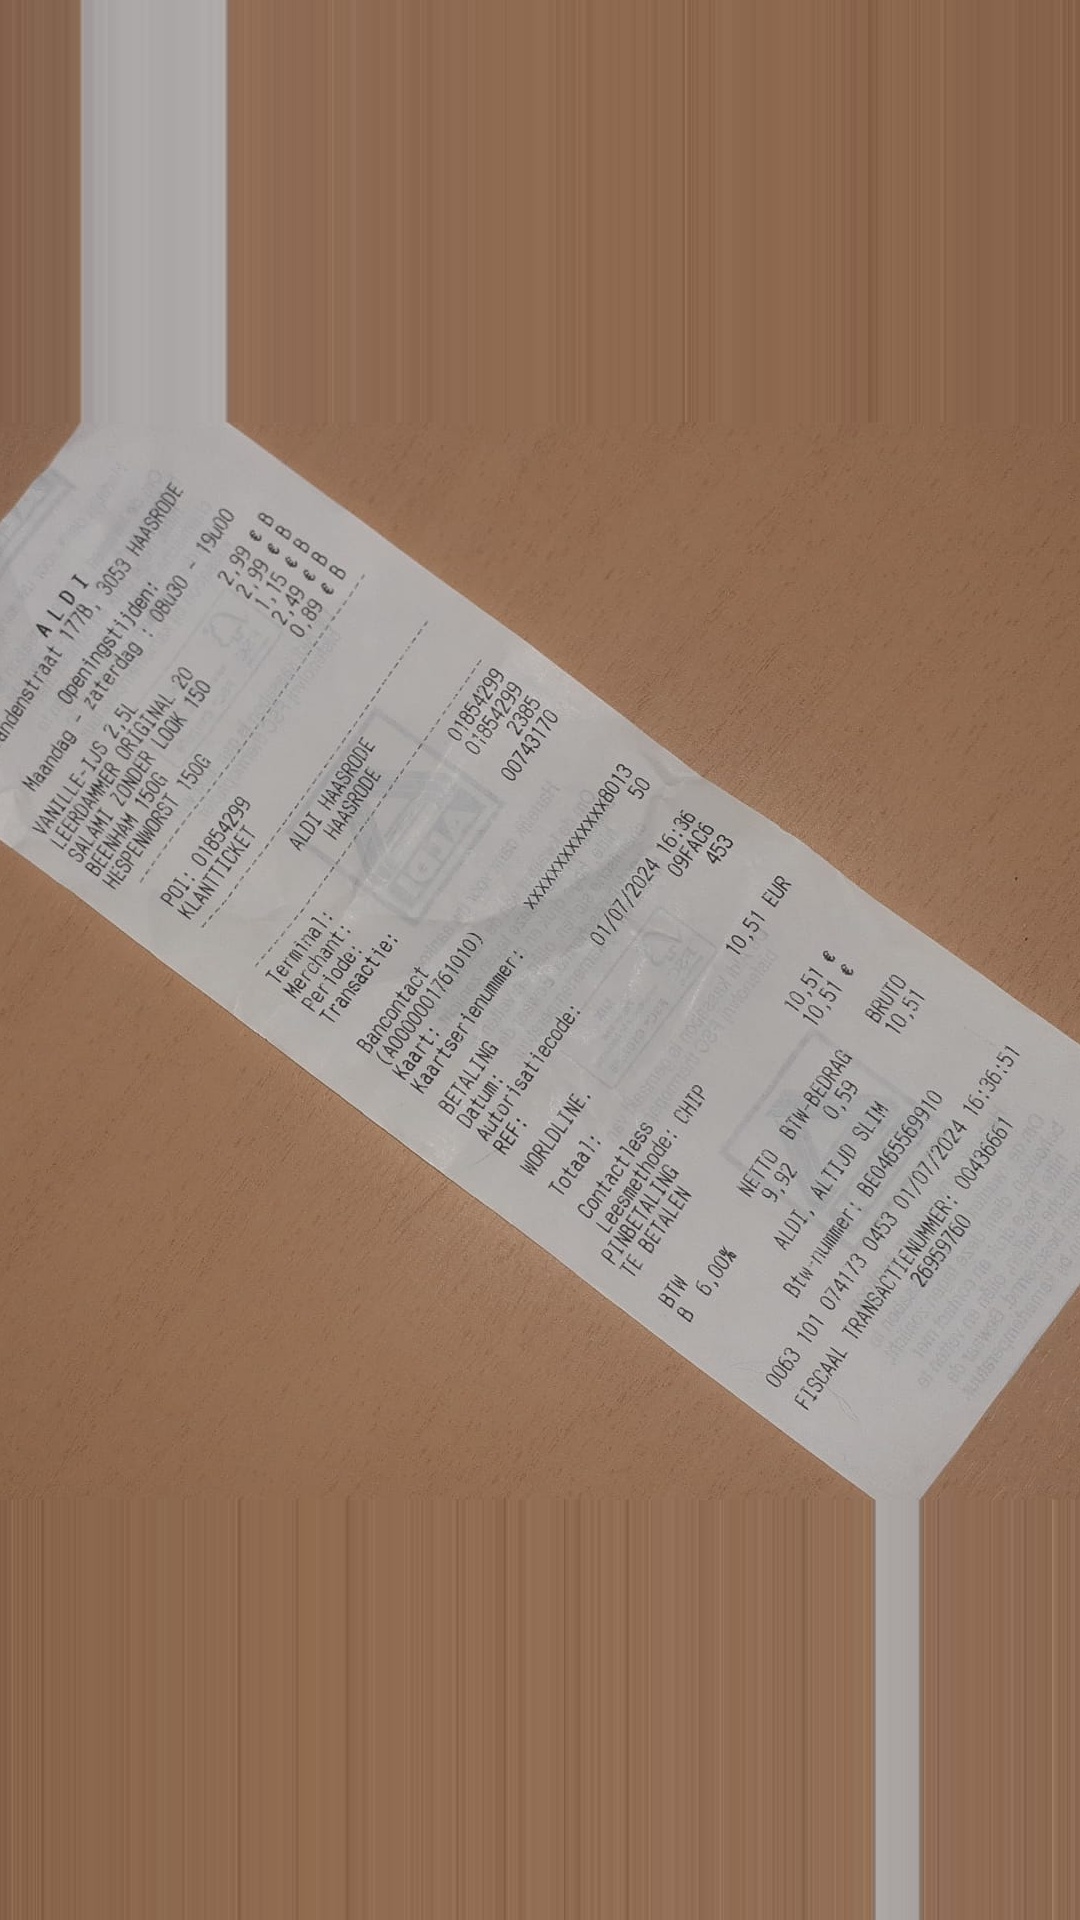 ALDI
3053 HAASRODE
Openingstijden:
Maandag - zaterdag : 08u30 - 19u00
VANILLE-IJS 2,5L 2,99 € B
LEERDAMMER ORIGINAL 20 2,99 € B
SALAMI ZONDER LOOK 150 1,15 € B
BEENHAM 150G 2,49 € B
HESPENWORST 150G 0,89 € B
POI: 01854299
KLANTTICKET
ALDI HAASRODE
HAASRODE
Terminal: 01854299
Merchant: 01854299
Periode: 2385
Transactie: 00743170
Bancontact
(A0000001761010)
Kaart: xxxxxxxxxxxxx8013
Kaartserienummer: 50
BETALING
Datum: 01/07/2024 16:36
Autorisatiecode: 09FAC6
REF: 453
WORLDLINE.
Totaal: 10,51 EUR
Contactless
Leesmethode: CHIP
PINBETALING 10,51 €
TE BETALEN 10,51 €
BTW NETTO BTW-BEDRAG BRUTO
B 6,00% 9,92 0,59 10,51
ALDI, ALTIJD SLIM
Btw-nummer: BE0465569910
0063 101 074173 0453 01/07/2024 16:36:51
FISCAAL TRANSACTIENUMMER: 00436661
26959760